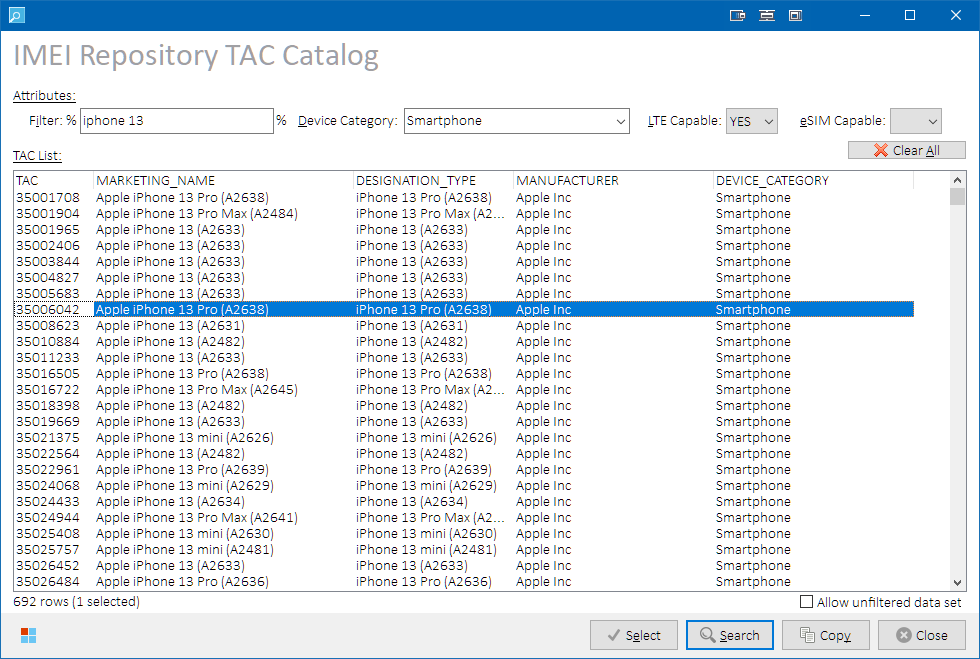 IMEI Repository TAC Catalog
Attributes:
Filter: % iphone 13 % Device Category: Smartphone LTE Capable: YES eSIM Capable:
TAC List: Clear All
TAC MARKETING_NAME DESIGNATION_TYPE MANUFACTURER DEVICE_CATEGORY
35001708 Apple iPhone 13 Pro (A2638) iPhone 13 Pro (A2638) Apple Inc Smartphone
35001904 Apple iPhone 13 Pro Max (A2484) iPhone 13 Pro Max (A2... Apple Inc Smartphone
35001965 Apple iPhone 13 (A2633) iPhone 13 (A2633) Apple Inc Smartphone
35002406 Apple iPhone 13 (A2633) iPhone 13 (A2633) Apple Inc Smartphone
35003844 Apple iPhone 13 (A2633) iPhone 13 (A2633) Apple Inc Smartphone
35004827 Apple iPhone 13 (A2633) iPhone 13 (A2633) Apple Inc Smartphone
35005683 Apple iPhone 13 (A2633) iPhone 13 (A2633) Apple Inc Smartphone
35006042 Apple iPhone 13 Pro (A2638) iPhone 13 Pro (A2638) Apple Inc Smartphone
35008623 Apple iPhone 13 (A2631) iPhone 13 (A2631) Apple Inc Smartphone
35010884 Apple iPhone 13 (A2482) iPhone 13 (A2482) Apple Inc Smartphone
35011233 Apple iPhone 13 (A2633) iPhone 13 (A2633) Apple Inc Smartphone
35016505 Apple iPhone 13 Pro (A2638) iPhone 13 Pro (A2638) Apple Inc Smartphone
35016722 Apple iPhone 13 Pro Max (A2645) iPhone 13 Pro Max (A2... Apple Inc Smartphone
35018398 Apple iPhone 13 (A2482) iPhone 13 (A2482) Apple Inc Smartphone
35019669 Apple iPhone 13 (A2633) iPhone 13 (A2633) Apple Inc Smartphone
35021375 Apple iPhone 13 mini (A2626) iPhone 13 mini (A2626) Apple Inc Smartphone
35022564 Apple iPhone 13 (A2482) iPhone 13 (A2482) Apple Inc Smartphone
35022961 Apple iPhone 13 Pro (A2639) iPhone 13 Pro (A2639) Apple Inc Smartphone
35024068 Apple iPhone 13 mini (A2629) iPhone 13 mini (A2629) Apple Inc Smartphone
35024433 Apple iPhone 13 (A2634) iPhone 13 (A2634) Apple Inc Smartphone
35024944 Apple iPhone 13 Pro Max (A2641) iPhone 13 Pro Max (A2... Apple Inc Smartphone
35025408 Apple iPhone 13 mini (A2630) iPhone 13 mini (A2630) Apple Inc Smartphone
35025757 Apple iPhone 13 mini (A2481) iPhone 13 mini (A2481) Apple Inc Smartphone
35026452 Apple iPhone 13 (A2633) iPhone 13 (A2633) Apple Inc Smartphone
35026484 Apple iPhone 13 Pro (A2636) iPhone 13 Pro (A2636) Apple Inc Smartphone
692 rows (1 selected) Allow unfiltered data set
Select Search Copy Close